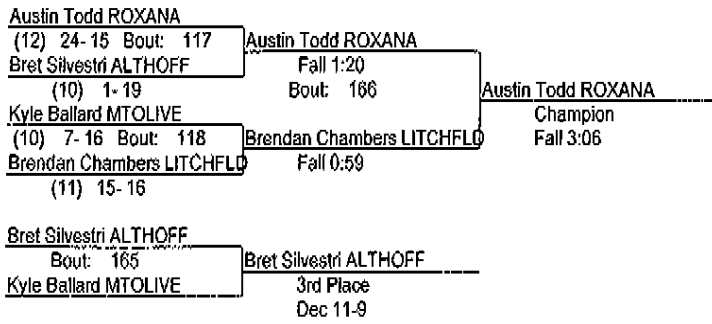 Austin Todd ROXANA
(12) 24-15 Bout: 117
Bret Silvestri ALTHOFF
(10) 1-19
Kyle Ballard MTOLIVE
(10) 7-16 Bout: 118
Brendan Chambers LITCHFLD
(11) 15-16
Austin Todd ROXANA
Fall 1:20
Bout: 166
Brendan Chambers LITCHFLD
Fall 0:59
Austin Todd ROXANA
Champion
Fall 3:06
Bret Silvestri ALTHOFF
Bout: 165
Kyle Ballard MTOLIVE
Bret Silvestri ALTHOFF
3rd Place
Dec 11-9